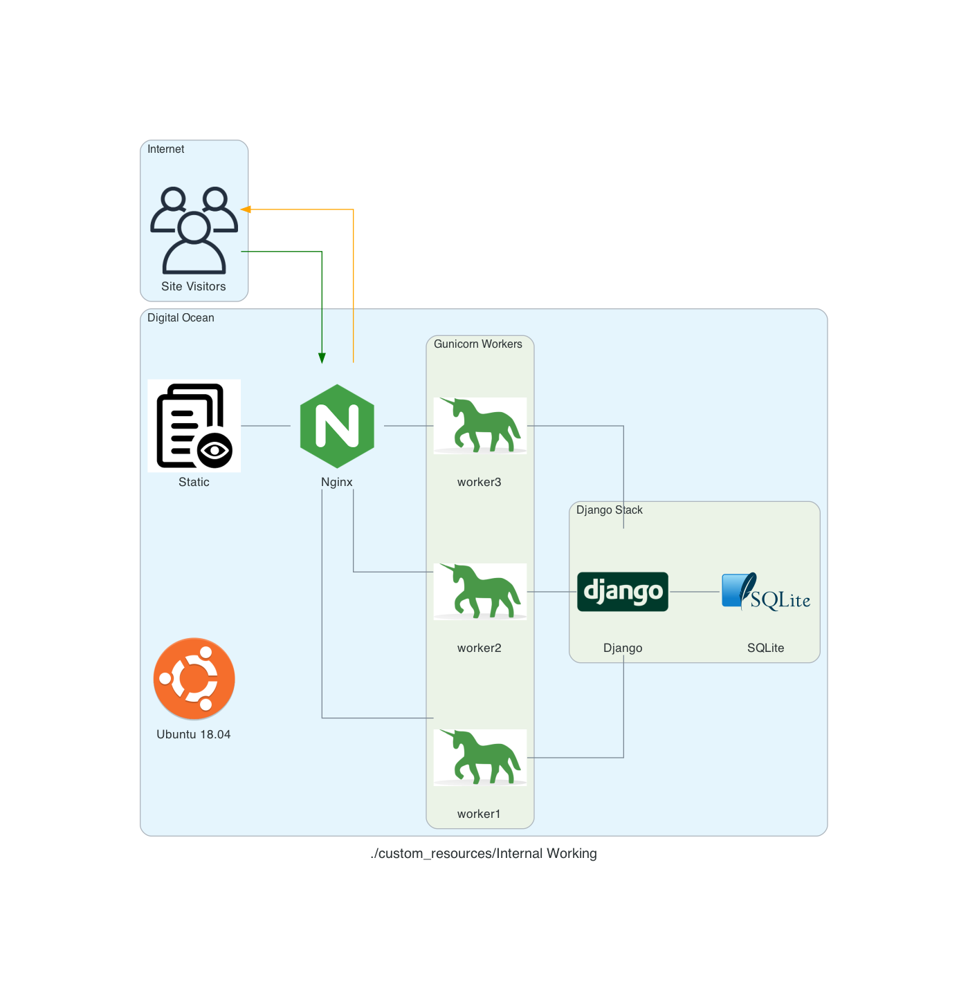 Internet
Site Visitors
Digital Ocean
Gunicorn Workers
Static
Nginx
worker3
Django Stack
django
SQLite
worker2
Django
SQLite
Ubuntu 18.04
worker1
./custom_resources/Internal Working